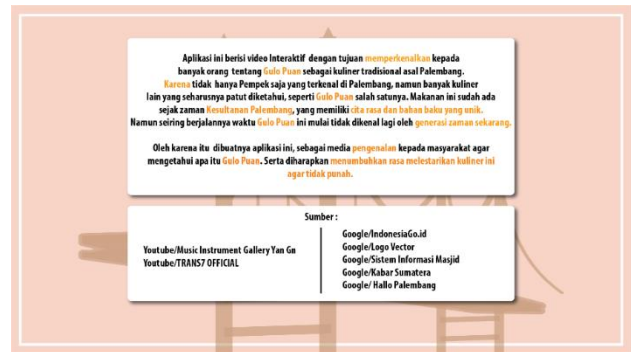 Aplikasi ini berisi video Interaktif dengan tujuan memperkenalkan kepada
banyak orang tentang Gulo Puan sebagai kuliner tradisional asal Palembang.
Karena tidak hanya Pempek saja yang terkenal di Palembang, namun banyak kuliner
lain yang seharusnya patut diketahui, seperti Gulo Puan salah satunya. Makanan ini sudah ada
sejak zaman Kesultanan Palembang, yang memiliki cita rasa dan bahan baku yang unik.
Namun seiring berjalannya waktu Gulo Puan ini mulai tidak dikenal lagi oleh generasi zaman sekarang.
Oleh karena itu dibuatnya aplikasi ini, sebagai media pengenalan kepada masyarakat agar
mengetahui apa itu Gulo Puan. Serta diharapkan menumbuhkan rasa melestarikan kuliner ini
agar tidak punah.
Sumber :
Youtube/Music Instrument Gallery Yan Gn
Youtube/TRANS7 OFFICIAL
Google/IndonesiaGo.id
Google/Logo Vector
Google/Sistem Informasi Masjid
Google/Kabar Sumatera
Google/ Hallo Palembang